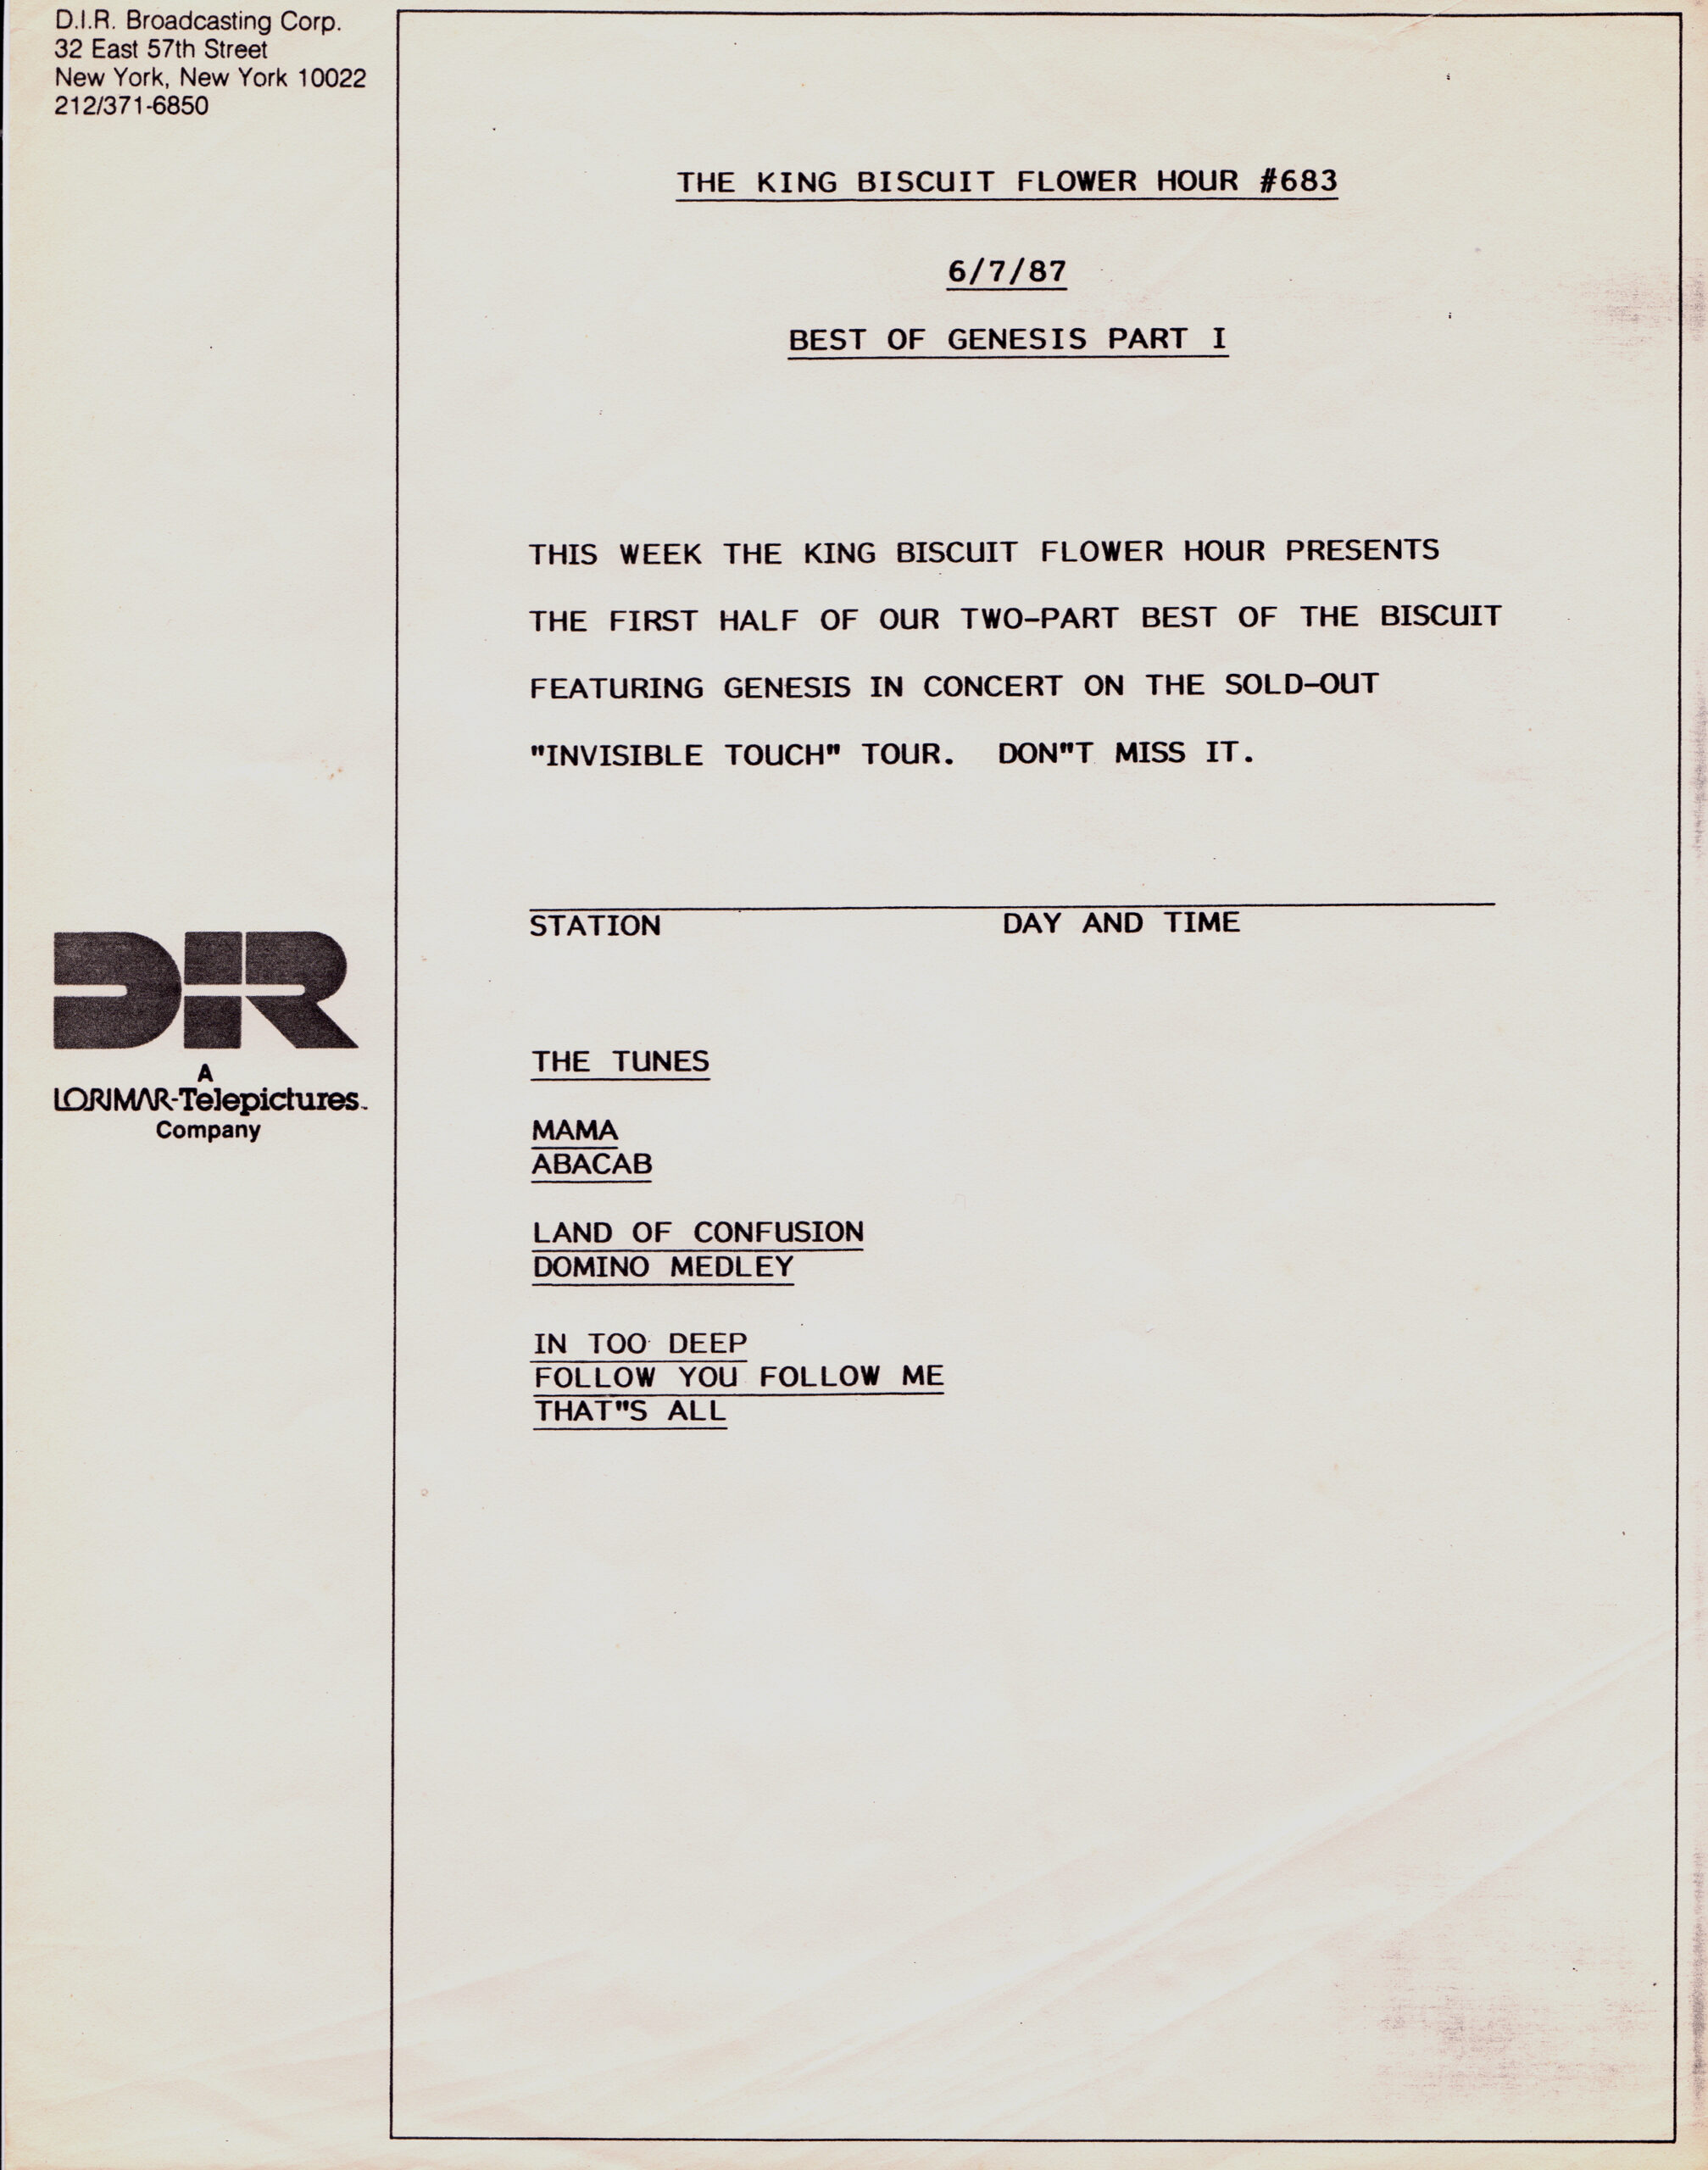 D.I.R. Broadcasting Corp.
32 East 57th Street
New York, New York 10022
212/371-6850
THE KING BISCUIT FLOWER HOUR #683
6/7/87
BEST OF GENESIS PART I
THIS WEEK THE KING BISCUIT FLOWER HOUR PRESENTS
THE FIRST HALF OF OUR TWO-PART BEST OF THE BISCUIT
FEATURING GENESIS IN CONCERT ON THE SOLD-OUT
"INVISIBLE TOUCH" TOUR. DON"T MISS IT.
STATION DAY AND TIME
DIR
A
LORIMAR-Telepictures™
Company
THE TUNES
MAMA
ABACAB
LAND OF CONFUSION
DOMINO MEDLEY
IN TOO DEEP
FOLLOW YOU FOLLOW ME
THAT"S ALL